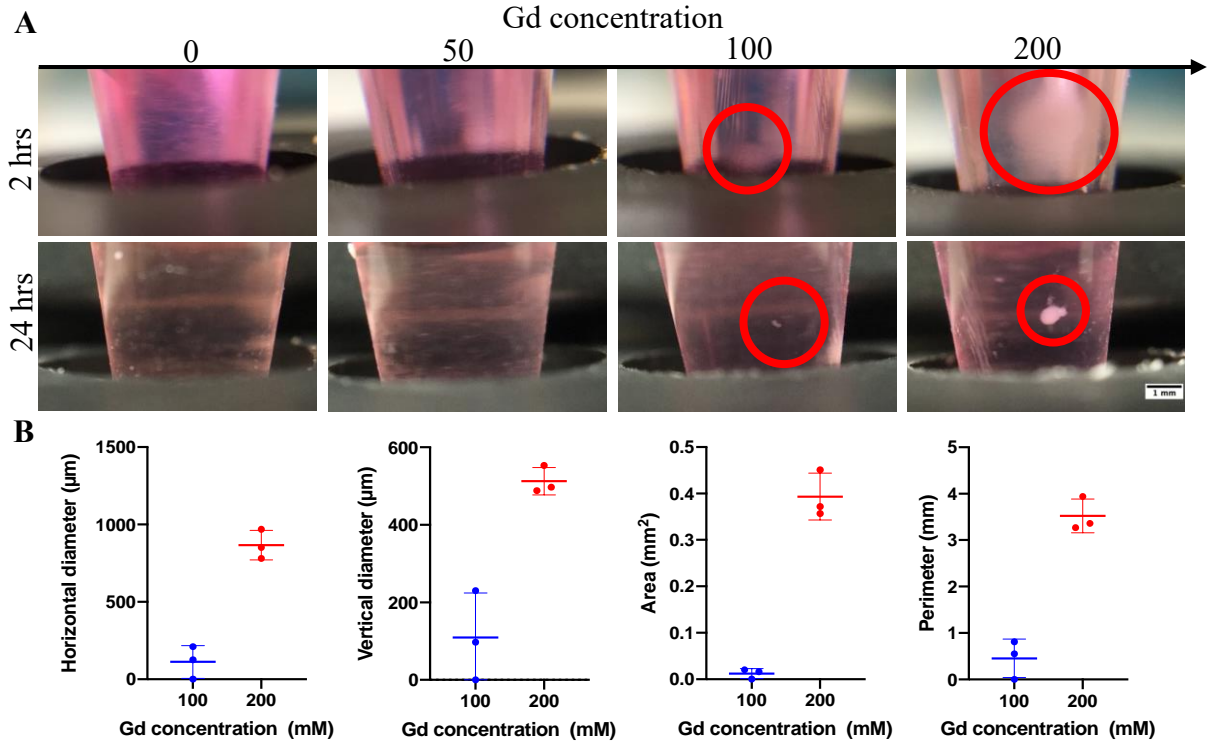 A
Gd concentration
0 50 100 200
2 hrs
24 hrs
1 mm
B
Horizontal diameter (µm)
1500
1000
500
0
100 200
Gd concentration (mM)
Vertical diameter (µm)
600
400
200
0
100 200
Gd concentration (mM)
Area (mm²)
0.5
0.4
0.3
0.2
0.1
0.0
100 200
Gd concentration (mM)
Perimeter (mm)
5
4
3
2
1
0
100 200
Gd concentration (mM)